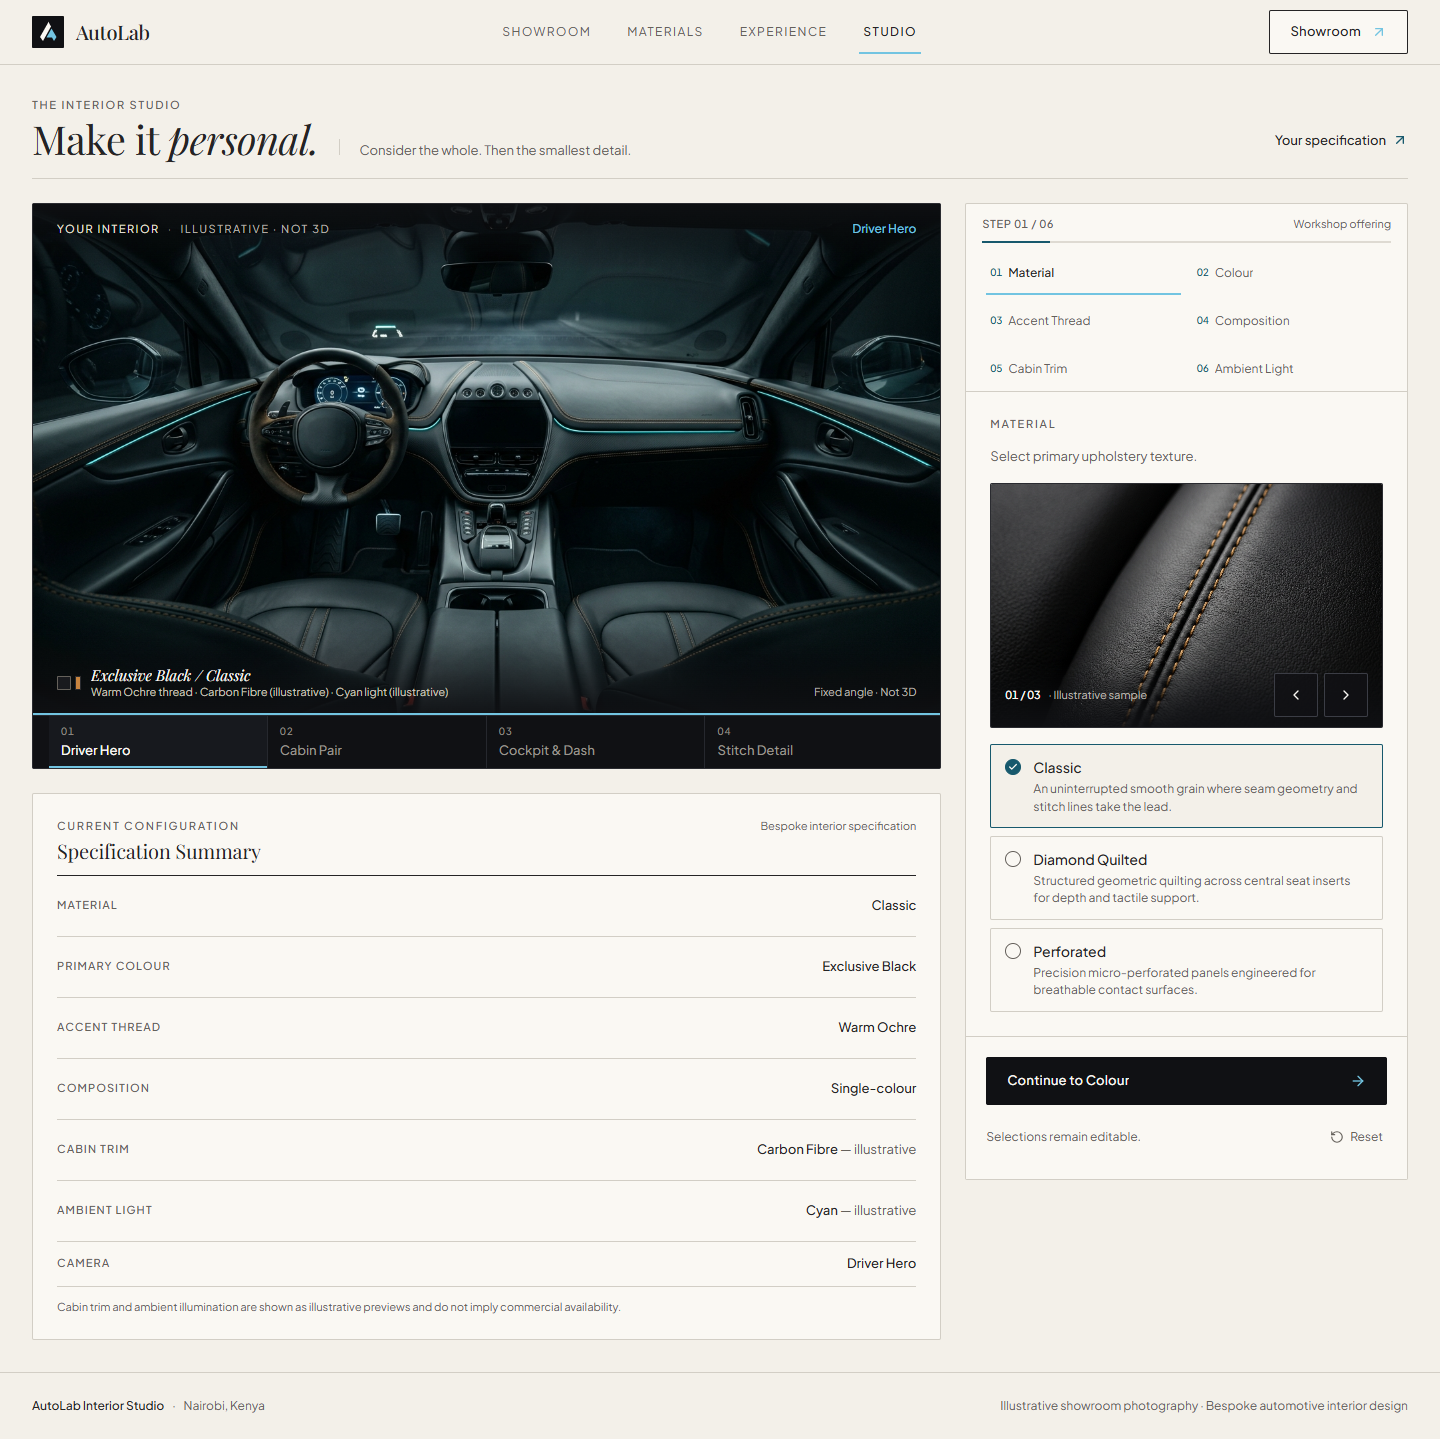 AutoLab
SHOWROOM
MATERIALS
EXPERIENCE
STUDIO
Showroom
THE INTERIOR STUDIO
Make it personal.
Consider the whole. Then the smallest detail.
Your specification
YOUR INTERIOR · ILLUSTRATIVE · NOT 3D
Driver Hero
Exclusive Black / Classic
Warm Ochre thread · Carbon Fibre (illustrative) · Cyan light (illustrative)
Fixed angle · Not 3D
01
Driver Hero
02
Cabin Pair
03
Cockpit & Dash
04
Stitch Detail
CURRENT CONFIGURATION
Bespoke interior specification
Specification Summary
MATERIAL
Classic
PRIMARY COLOUR
Exclusive Black
ACCENT THREAD
Warm Ochre
COMPOSITION
Single-colour
CABIN TRIM
Carbon Fibre — illustrative
AMBIENT LIGHT
Cyan — illustrative
CAMERA
Driver Hero
Cabin trim and ambient illumination are shown as illustrative previews and do not imply commercial availability.
STEP 01 / 06
Workshop offering
01 Material
02 Colour
03 Accent Thread
04 Composition
05 Cabin Trim
06 Ambient Light
MATERIAL
Select primary upholstery texture.
01 / 03 · Illustrative sample
Classic
An uninterrupted smooth grain where seam geometry and
stitch lines take the lead.
Diamond Quilted
Structured geometric quilting across central seat inserts
for depth and tactile support.
Perforated
Precision micro-perforated panels engineered for
breathable contact surfaces.
Continue to Colour
Selections remain editable.
Reset
AutoLab Interior Studio · Nairobi, Kenya
Illustrative showroom photography · Bespoke automotive interior design